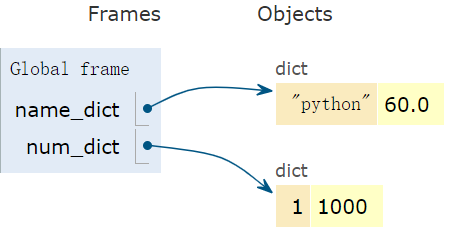 Frames Objects
Global frame
name_dict
num_dict
dict
"python" 60.0
dict
1 1000